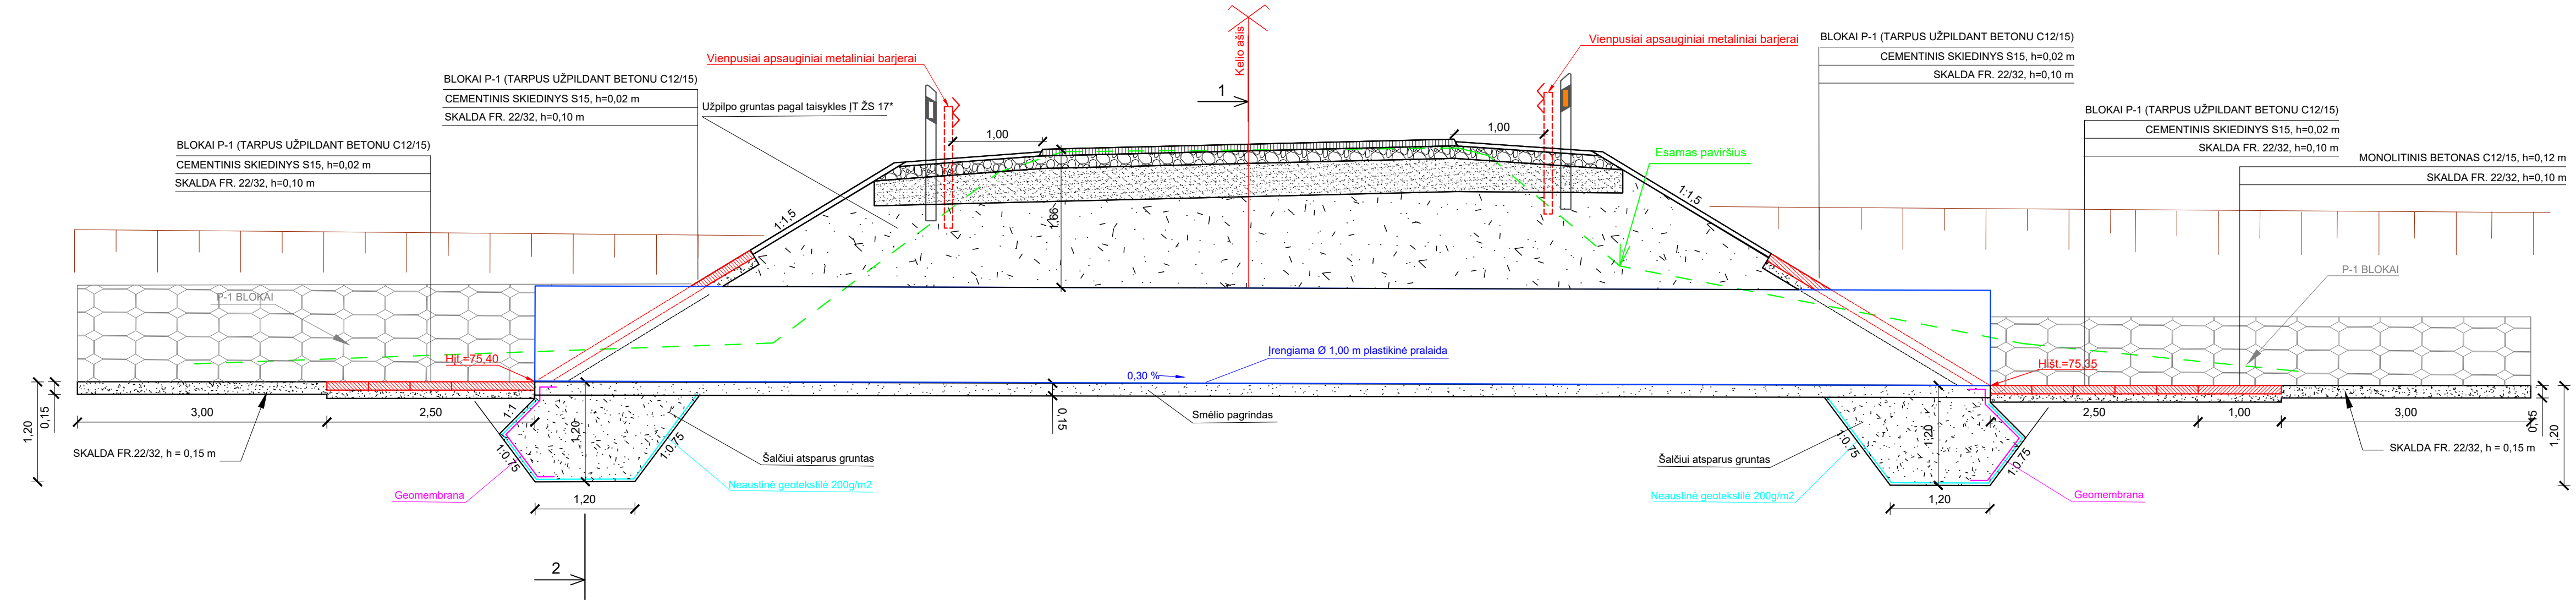 Kelio ašis
Vienpusiai apsauginiai metaliniai barjerai
Vienpusiai apsauginiai metaliniai barjerai
BLOKAI P-1 (TARPUS UŽPILDANT BETONU C12/15)
CEMENTINIS SKIEDINYS S15, h=0,02 m
SKALDA FR. 22/32, h=0,10 m
BLOKAI P-1 (TARPUS UŽPILDANT BETONU C12/15)
CEMENTINIS SKIEDINYS S15, h=0,02 m
SKALDA FR. 22/32, h=0,10 m
Užpilpo gruntas pagal taisykles ĮT ŽS 17*
1
BLOKAI P-1 (TARPUS UŽPILDANT BETONU C12/15)
CEMENTINIS SKIEDINYS S15, h=0,02 m
SKALDA FR. 22/32, h=0,10 m
BLOKAI P-1 (TARPUS UŽPILDANT BETONU C12/15)
CEMENTINIS SKIEDINYS S15, h=0,02 m
SKALDA FR. 22/32, h=0,10 m
MONOLITINIS BETONAS C12/15, h=0,12 m
SKALDA FR. 22/32, h=0,10 m
1,00
1,00
Esamas paviršius
1:1,5
1:1,5
1,66
P-1 BLOKAI
P-1 BLOKAI
Hįt.=75,40
Įrengiama Ø 1,00 m plastikinė pralaida
0,30 %
Hišt.=75,35
Smėlio pagrindas
0,15
1,20
0,15
3,00
2,50
1:1
1:0.75
1,20
1:0.75
SKALDA FR.22/32, h = 0,15 m
Šalčiui atsparus gruntas
Neaustinė geotekstilė 200g/m2
Geomembrana
1,20
Šalčiui atsparus gruntas
Neaustinė geotekstilė 200g/m2
1:0.75
1,20
1:0.75
Geomembrana
1,20
2,50
1,00
3,00
0,15
1,20
SKALDA FR. 22/32, h = 0,15 m
2